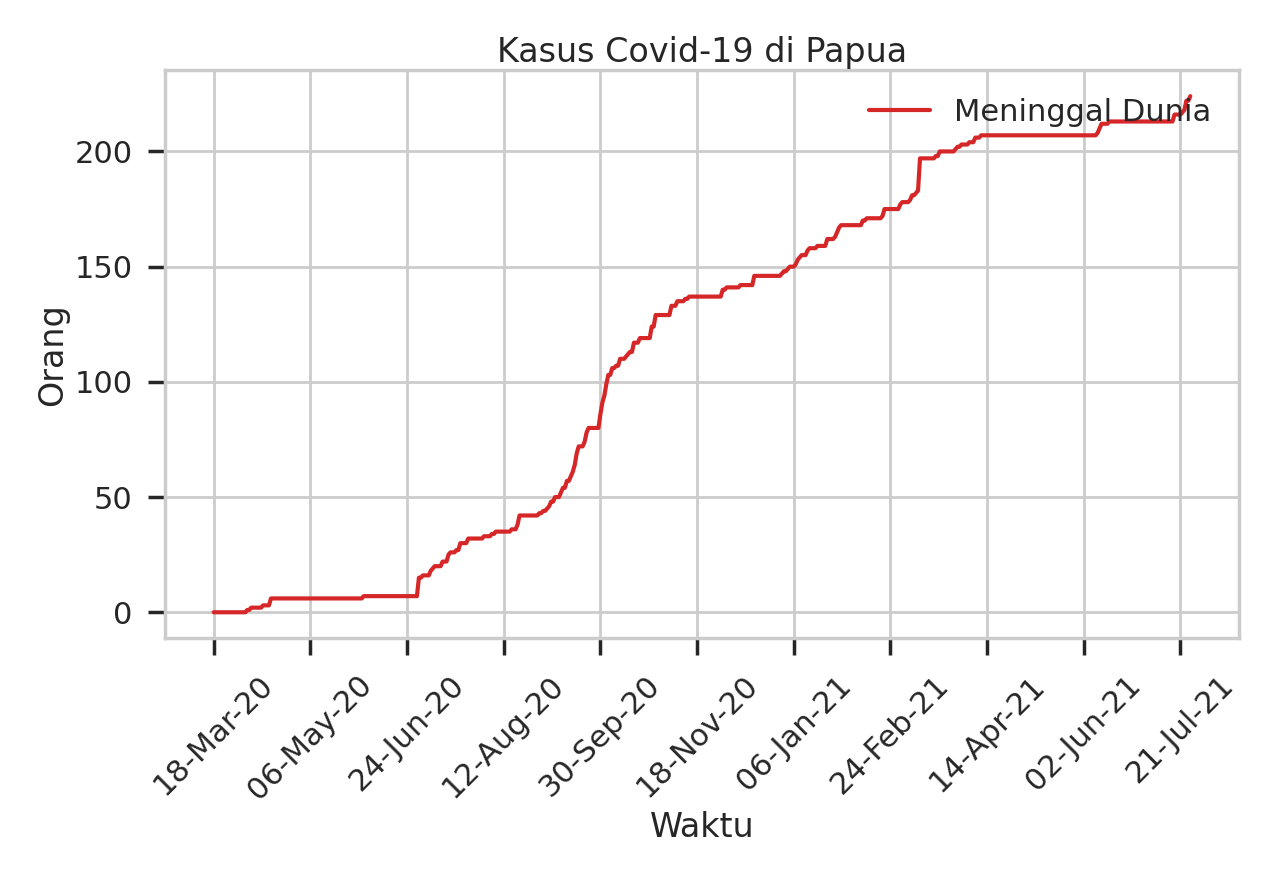 Kasus Covid-19 di Papua
Meninggal Dunia
Orang
200
150
100
50
0
18-Mar-20
06-May-20
24-Jun-20
12-Aug-20
30-Sep-20
18-Nov-20
06-Jan-21
24-Feb-21
14-Apr-21
02-Jun-21
21-Jul-21
Waktu